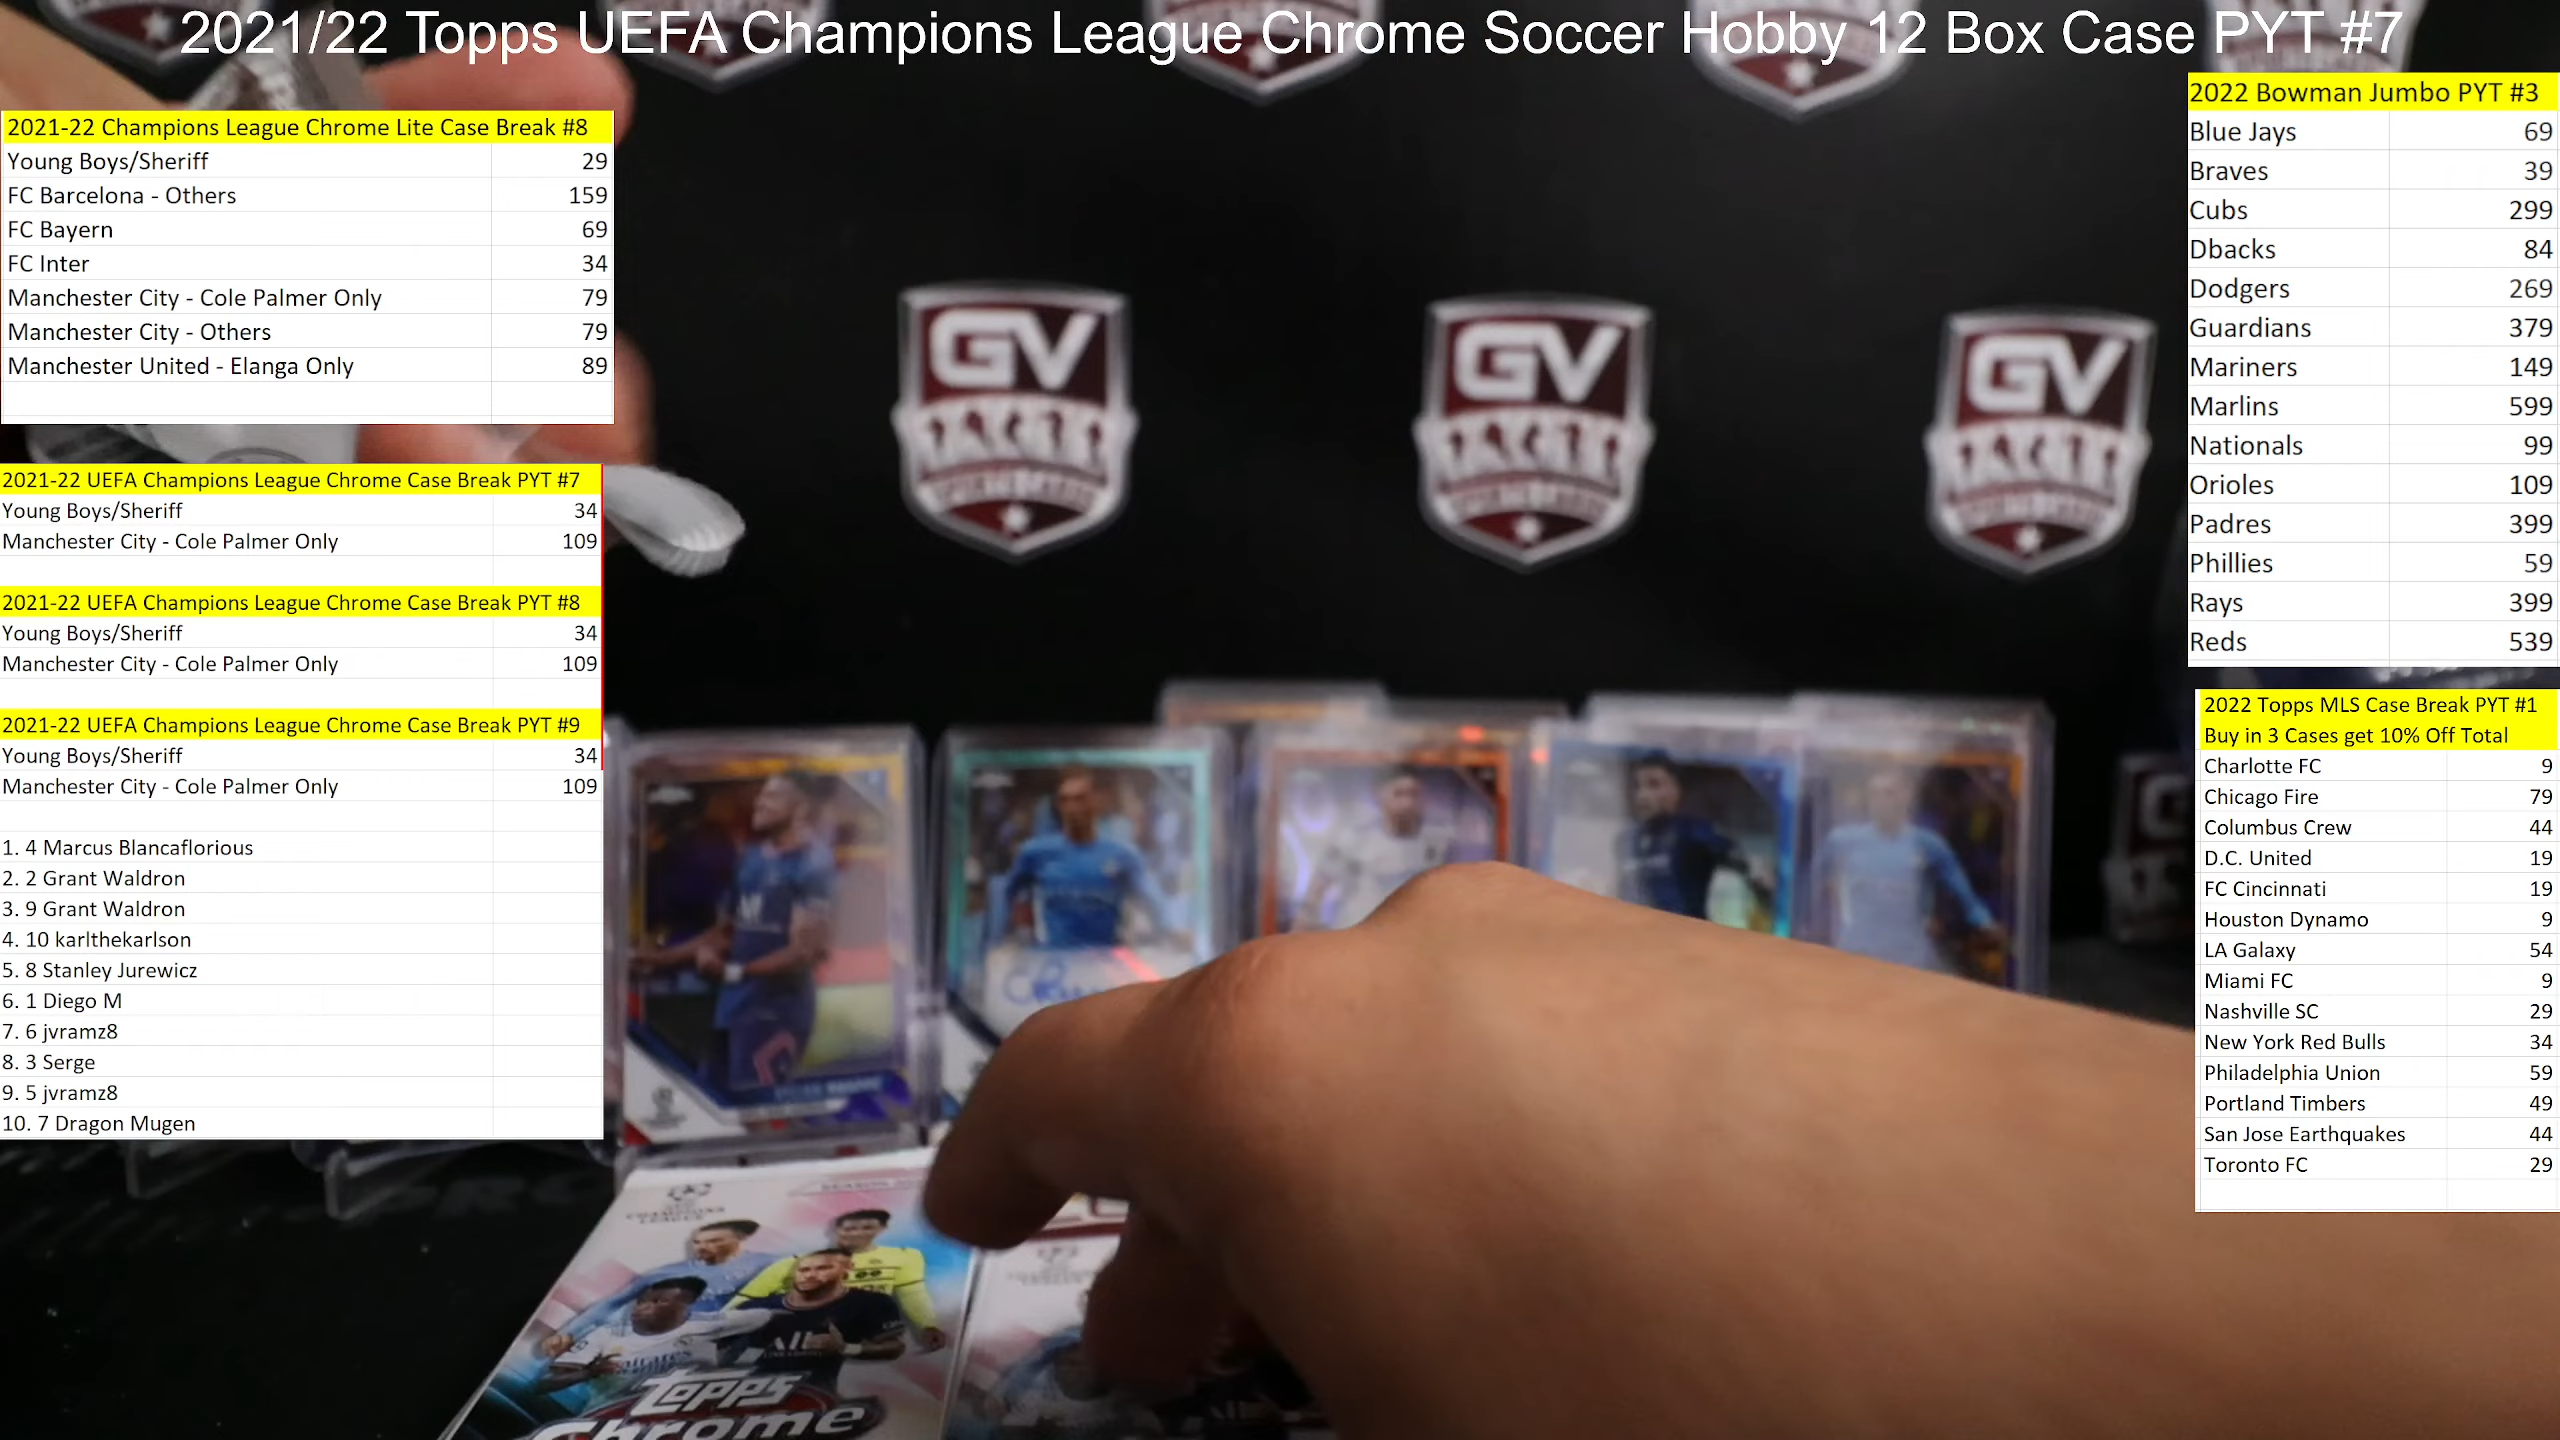 2021/22 Topps UEFA Champions League Chrome Soccer Hobby 12 Box Case PYT #7
2021-22 Champions League Chrome Lite Case Break #8
Young Boys/Sheriff 29
FC Barcelona - Others 159
FC Bayern 69
FC Inter 34
Manchester City - Cole Palmer Only 79
Manchester City - Others 79
Manchester United - Elanga Only 89
2021-22 UEFA Champions League Chrome Case Break PYT #7
Young Boys/Sheriff 34
Manchester City - Cole Palmer Only 109
2021-22 UEFA Champions League Chrome Case Break PYT #8
Young Boys/Sheriff 34
Manchester City - Cole Palmer Only 109
2021-22 UEFA Champions League Chrome Case Break PYT #9
Young Boys/Sheriff 34
Manchester City - Cole Palmer Only 109
1. 4 Marcus Blancaflorious
2. 2 Grant Waldron
3. 9 Grant Waldron
4. 10 karlthekarlson
5. 8 Stanley Jurewicz
6. 1 Diego M
7. 6 jvramz8
8. 3 Serge
9. 5 jvramz8
10. 7 Dragon Mugen
2022 Bowman Jumbo PYT #3
Blue Jays 69
Braves 39
Cubs 299
Dbacks 84
Dodgers 269
Guardians 379
Mariners 149
Marlins 599
Nationals 99
Orioles 109
Padres 399
Phillies 59
Rays 399
Reds 539
2022 Topps MLS Case Break PYT #1
Buy in 3 Cases get 10% Off Total
Charlotte FC 9
Chicago Fire 79
Columbus Crew 44
D.C. United 19
FC Cincinnati 19
Houston Dynamo 9
LA Galaxy 54
Miami FC 9
Nashville SC 29
New York Red Bulls 34
Philadelphia Union 59
Portland Timbers 49
San Jose Earthquakes 44
Toronto FC 29
GV
GV
GV
Topps
Chrome